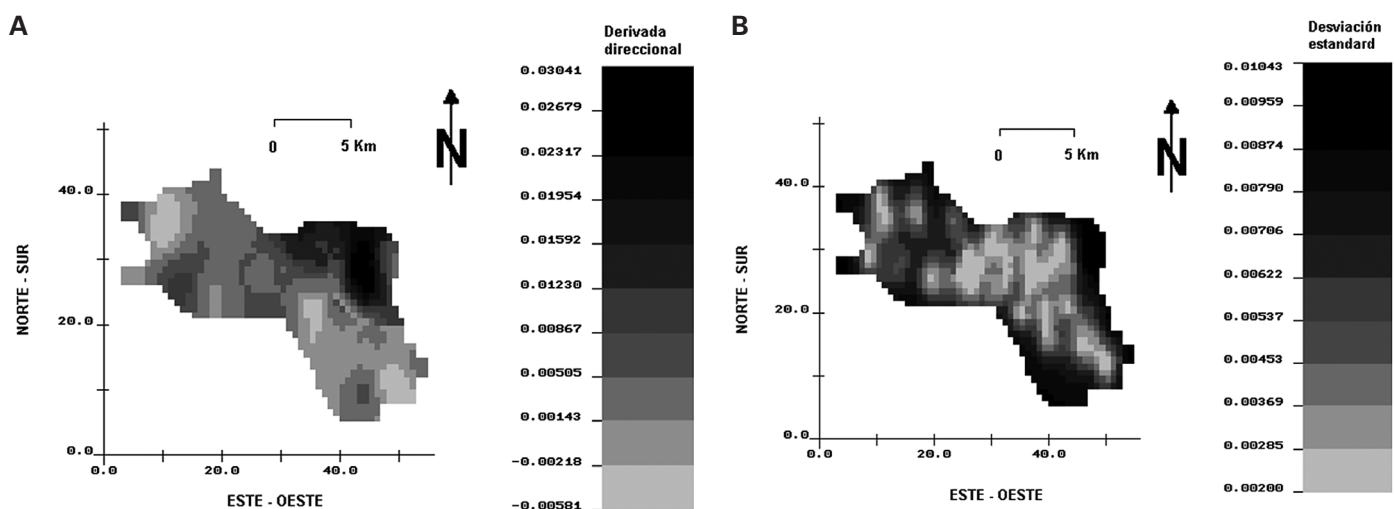 A
Derivada
direccional
0.03041
0.02679
0.02317
0.01954
0.01592
0.01230
0.00867
0.00505
0.00143
-0.00218
-0.00581
N
0 5 Km
NORTE - SUR
40.0
20.0
0.0
0.0 20.0 40.0
ESTE - OESTE
B
Desviación
estandard
0.01043
0.00959
0.00874
0.00790
0.00706
0.00622
0.00537
0.00453
0.00369
0.00285
0.00200
N
0 5 Km
NORTE - SUR
40.0
20.0
0.0
0.0 20.0 40.0
ESTE - OESTE